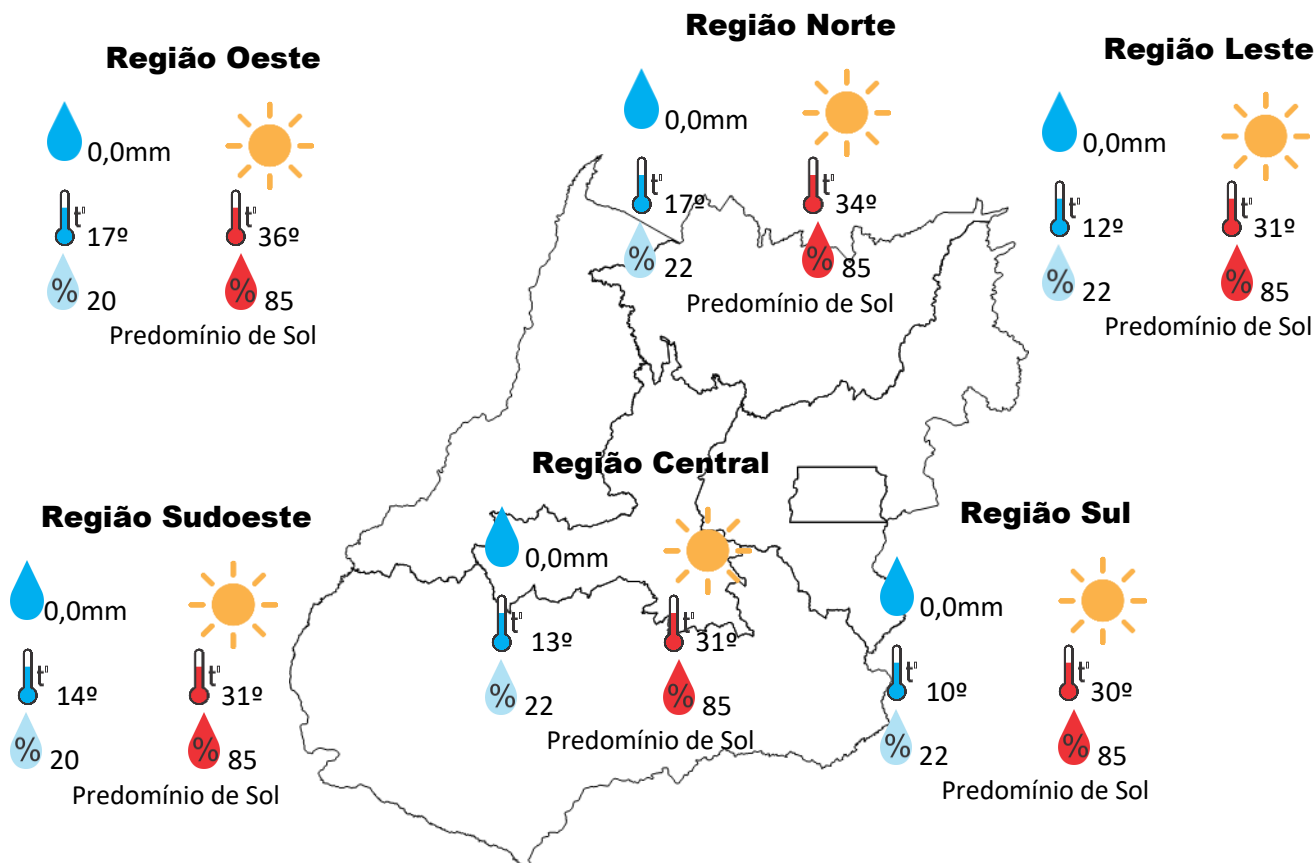 Região Oeste
0,0mm
t°
17º
t°
36º
% 20
% 85
Predomínio de Sol
Região Norte
0,0mm
t°
17º
t°
34º
% 22
% 85
Predomínio de Sol
Região Leste
0,0mm
t°
12º
t°
31º
% 22
% 85
Predomínio de Sol
Região Sudoeste
0,0mm
t°
14º
t°
31º
% 20
% 85
Predomínio de Sol
Região Central
0,0mm
t°
13º
t°
31º
% 22
% 85
Predomínio de Sol
Região Sul
0,0mm
t°
10º
t°
30º
% 22
% 85
Predomínio de Sol